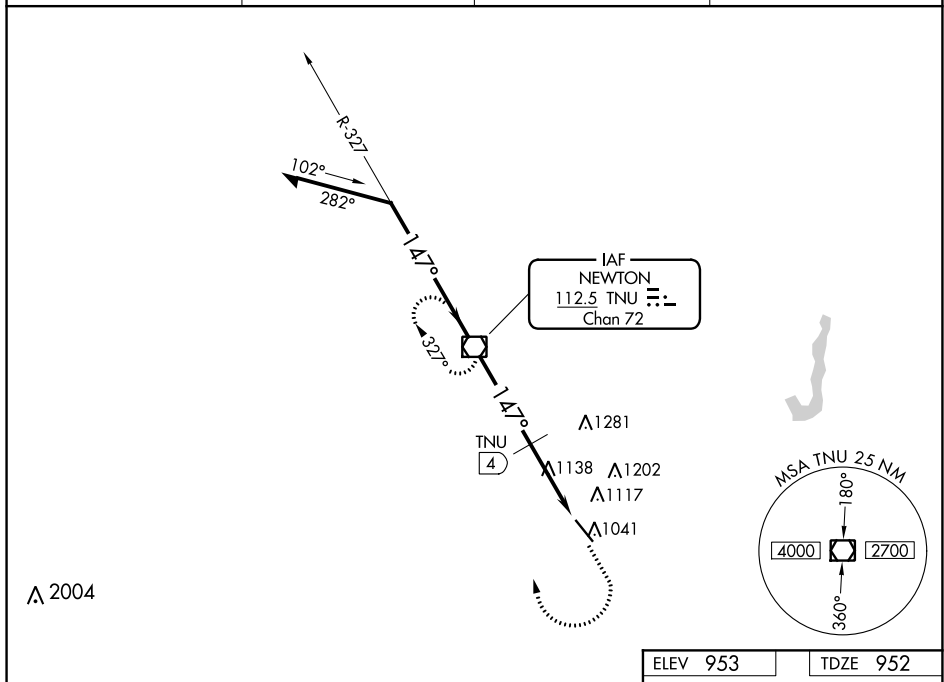 R-327
102°
282°
147°
IAF
NEWTON
112.5 TNU
Chan 72
327°
147°
1281
TNU
4
1138
1202
1117
1041
MSA TNU 25 NM
180°
4000
2700
360°
2004
ELEV 953
TDZE 952